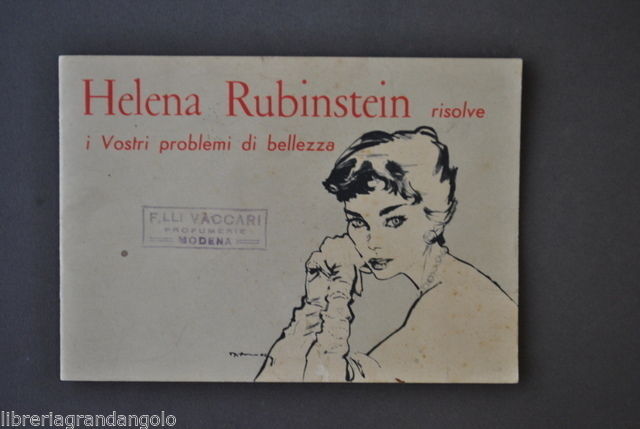 Helena Rubinstein risolve
i Vostri problemi di bellezza
F.LLI VACCARI
PROFUMERIE
MODENA
libreriagrandangolo